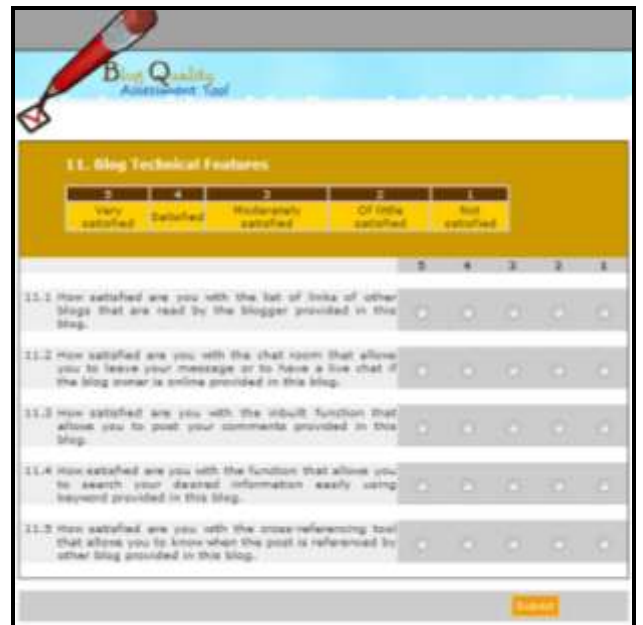 Blog Quality
Assessment Tool
11. Blog Technical Features
5 4 3 2 1
Very satisfied Satisfied Moderately satisfied Of little satisfied Not satisfied
5 4 3 2 1
11.1 How satisfied are you with the list of links of other
blogs that are read by the blogger provided in this
blog.
11.2 How satisfied are you with the chat room that allows
you to leave your message or to have a live chat if
the blog owner is online provided in this blog.
11.3 How satisfied are you with the inbuilt function that
allows you to post your comments provided in this
blog.
11.4 How satisfied are you with the function that allows you
to search your desired information easily using
keyword provided in this blog.
11.5 How satisfied are you with the cross-referencing tool
that allows you to know when the post is referenced by
other blog provided in this blog.
Submit